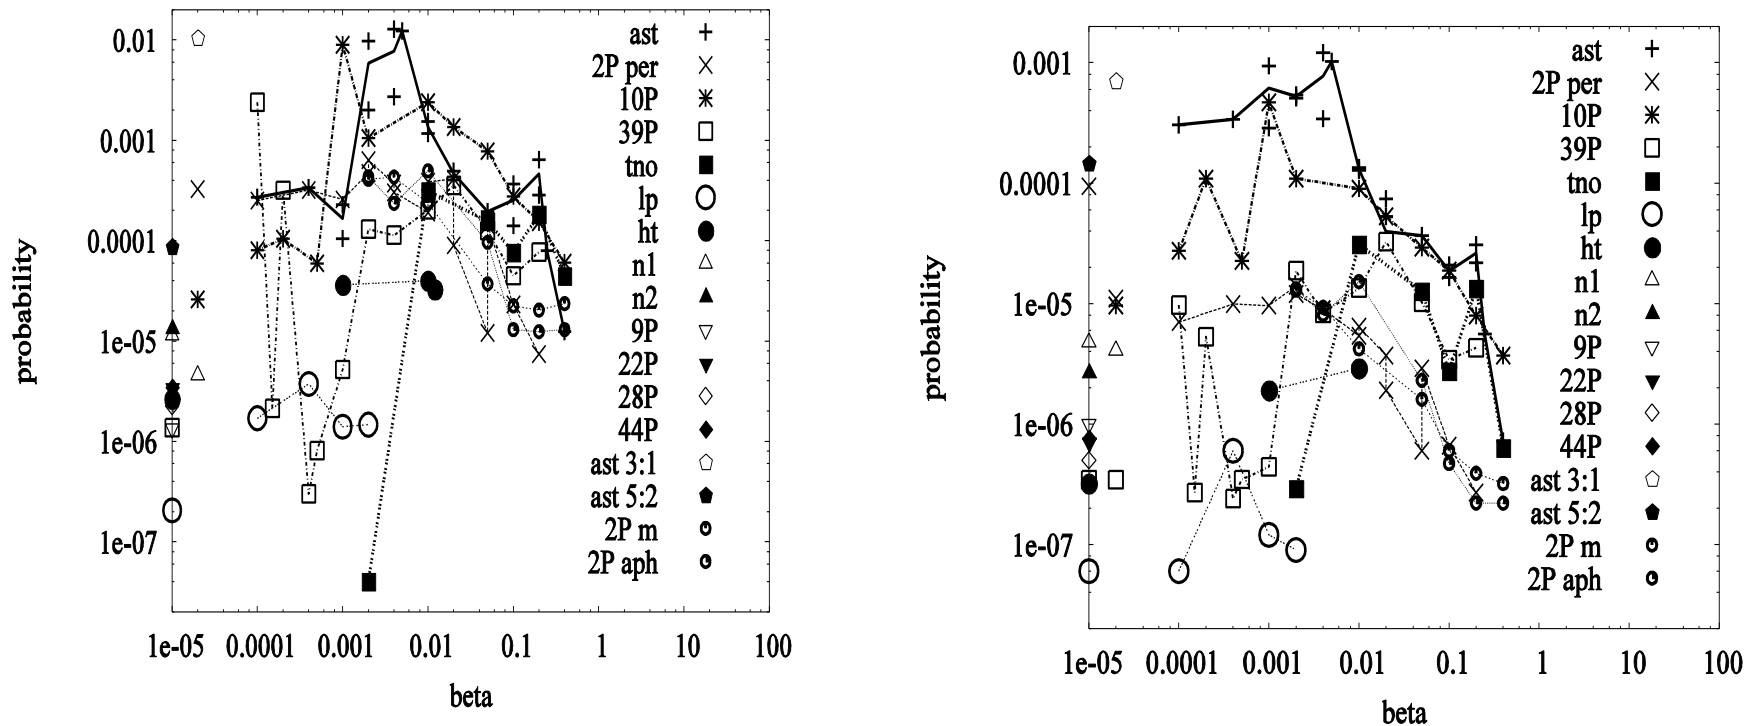 0.01
0.001
0.0001
1e-05
1e-06
1e-07
probability
1e-05 0.0001 0.001 0.01 0.1 1 10 100
beta
ast
2P per
10P
39P
tno
lp
ht
n1
n2
9P
22P
28P
44P
ast 3:1
ast 5:2
2P m
2P aph
0.001
0.0001
1e-05
1e-06
1e-07
probability
1e-05 0.0001 0.001 0.01 0.1 1 10 100
beta
ast
2P per
10P
39P
tno
lp
ht
n1
n2
9P
22P
28P
44P
ast 3:1
ast 5:2
2P m
2P aph